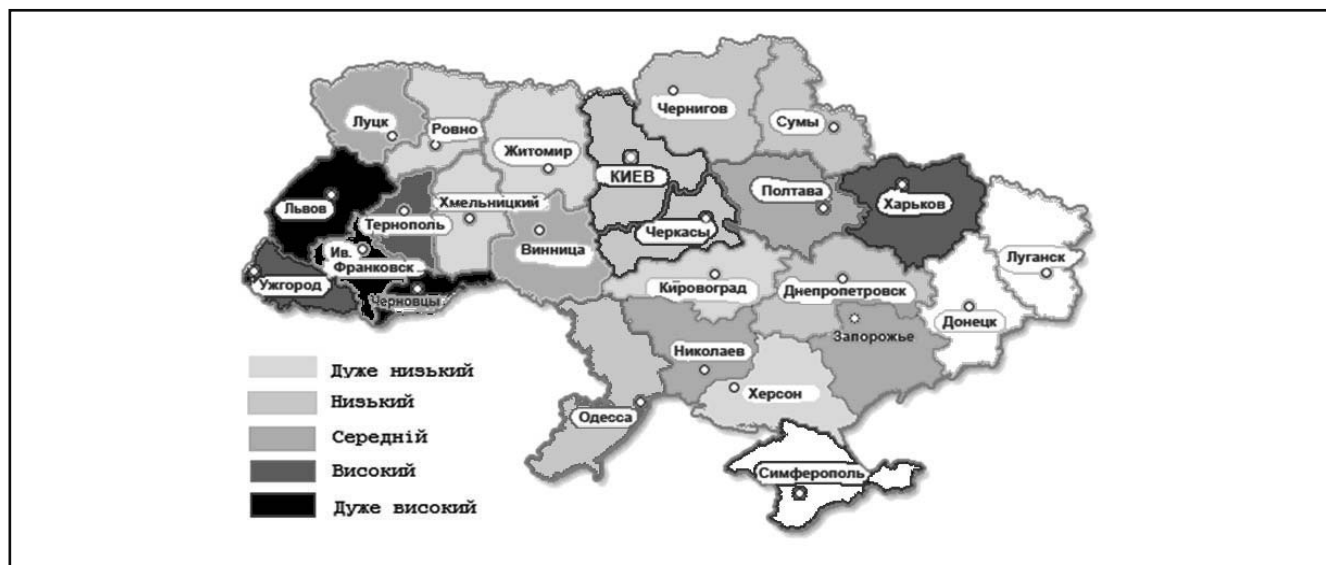 Чернигов
Луцк
Ровно
Сумы
Житомир
КИЕВ
Полтава
Харьков
Львов
Хмельницкий
Тернополь
Черкассы
Винница
Луганск
Ив.
Франковск
Ужгород
Кировоград
Днепропетровск
Черновцы
Донецк
Запорожье
Николаев
Херсон
Одесса
Симферополь
Дуже низький
Низький
Середній
Високий
Дуже високий